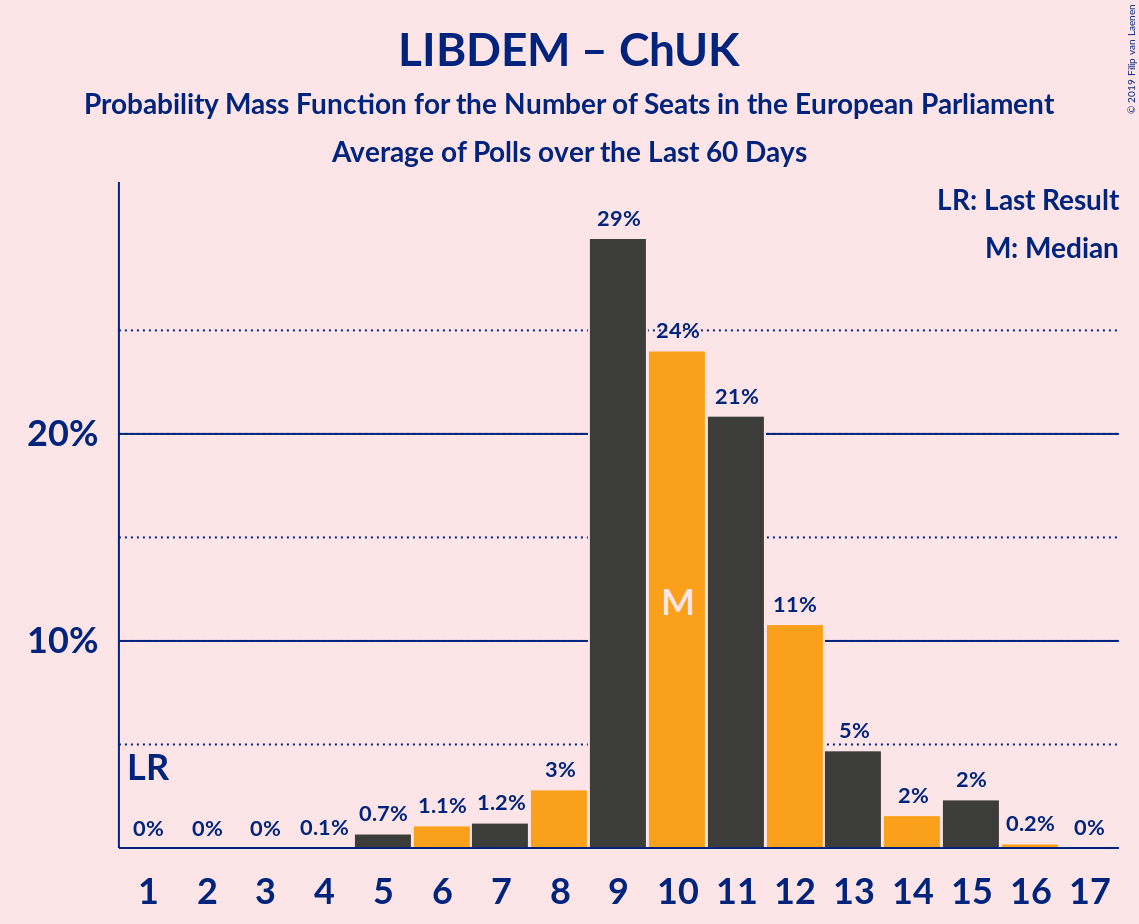 LIBDEM – ChUK
Probability Mass Function for the Number of Seats in the European Parliament
Average of Polls over the Last 60 Days
© 2019 Filip van Laenen
LR: Last Result
M: Median
29%
24%
21%
20%
M
11%
10%
5%
LR
3%
2%
2%
0%
0%
0%
0.1%
0.7%
1.1%
1.2%
0.2%
0%
1 2 3 4 5 6 7 8 9 10 11 12 13 14 15 16 17